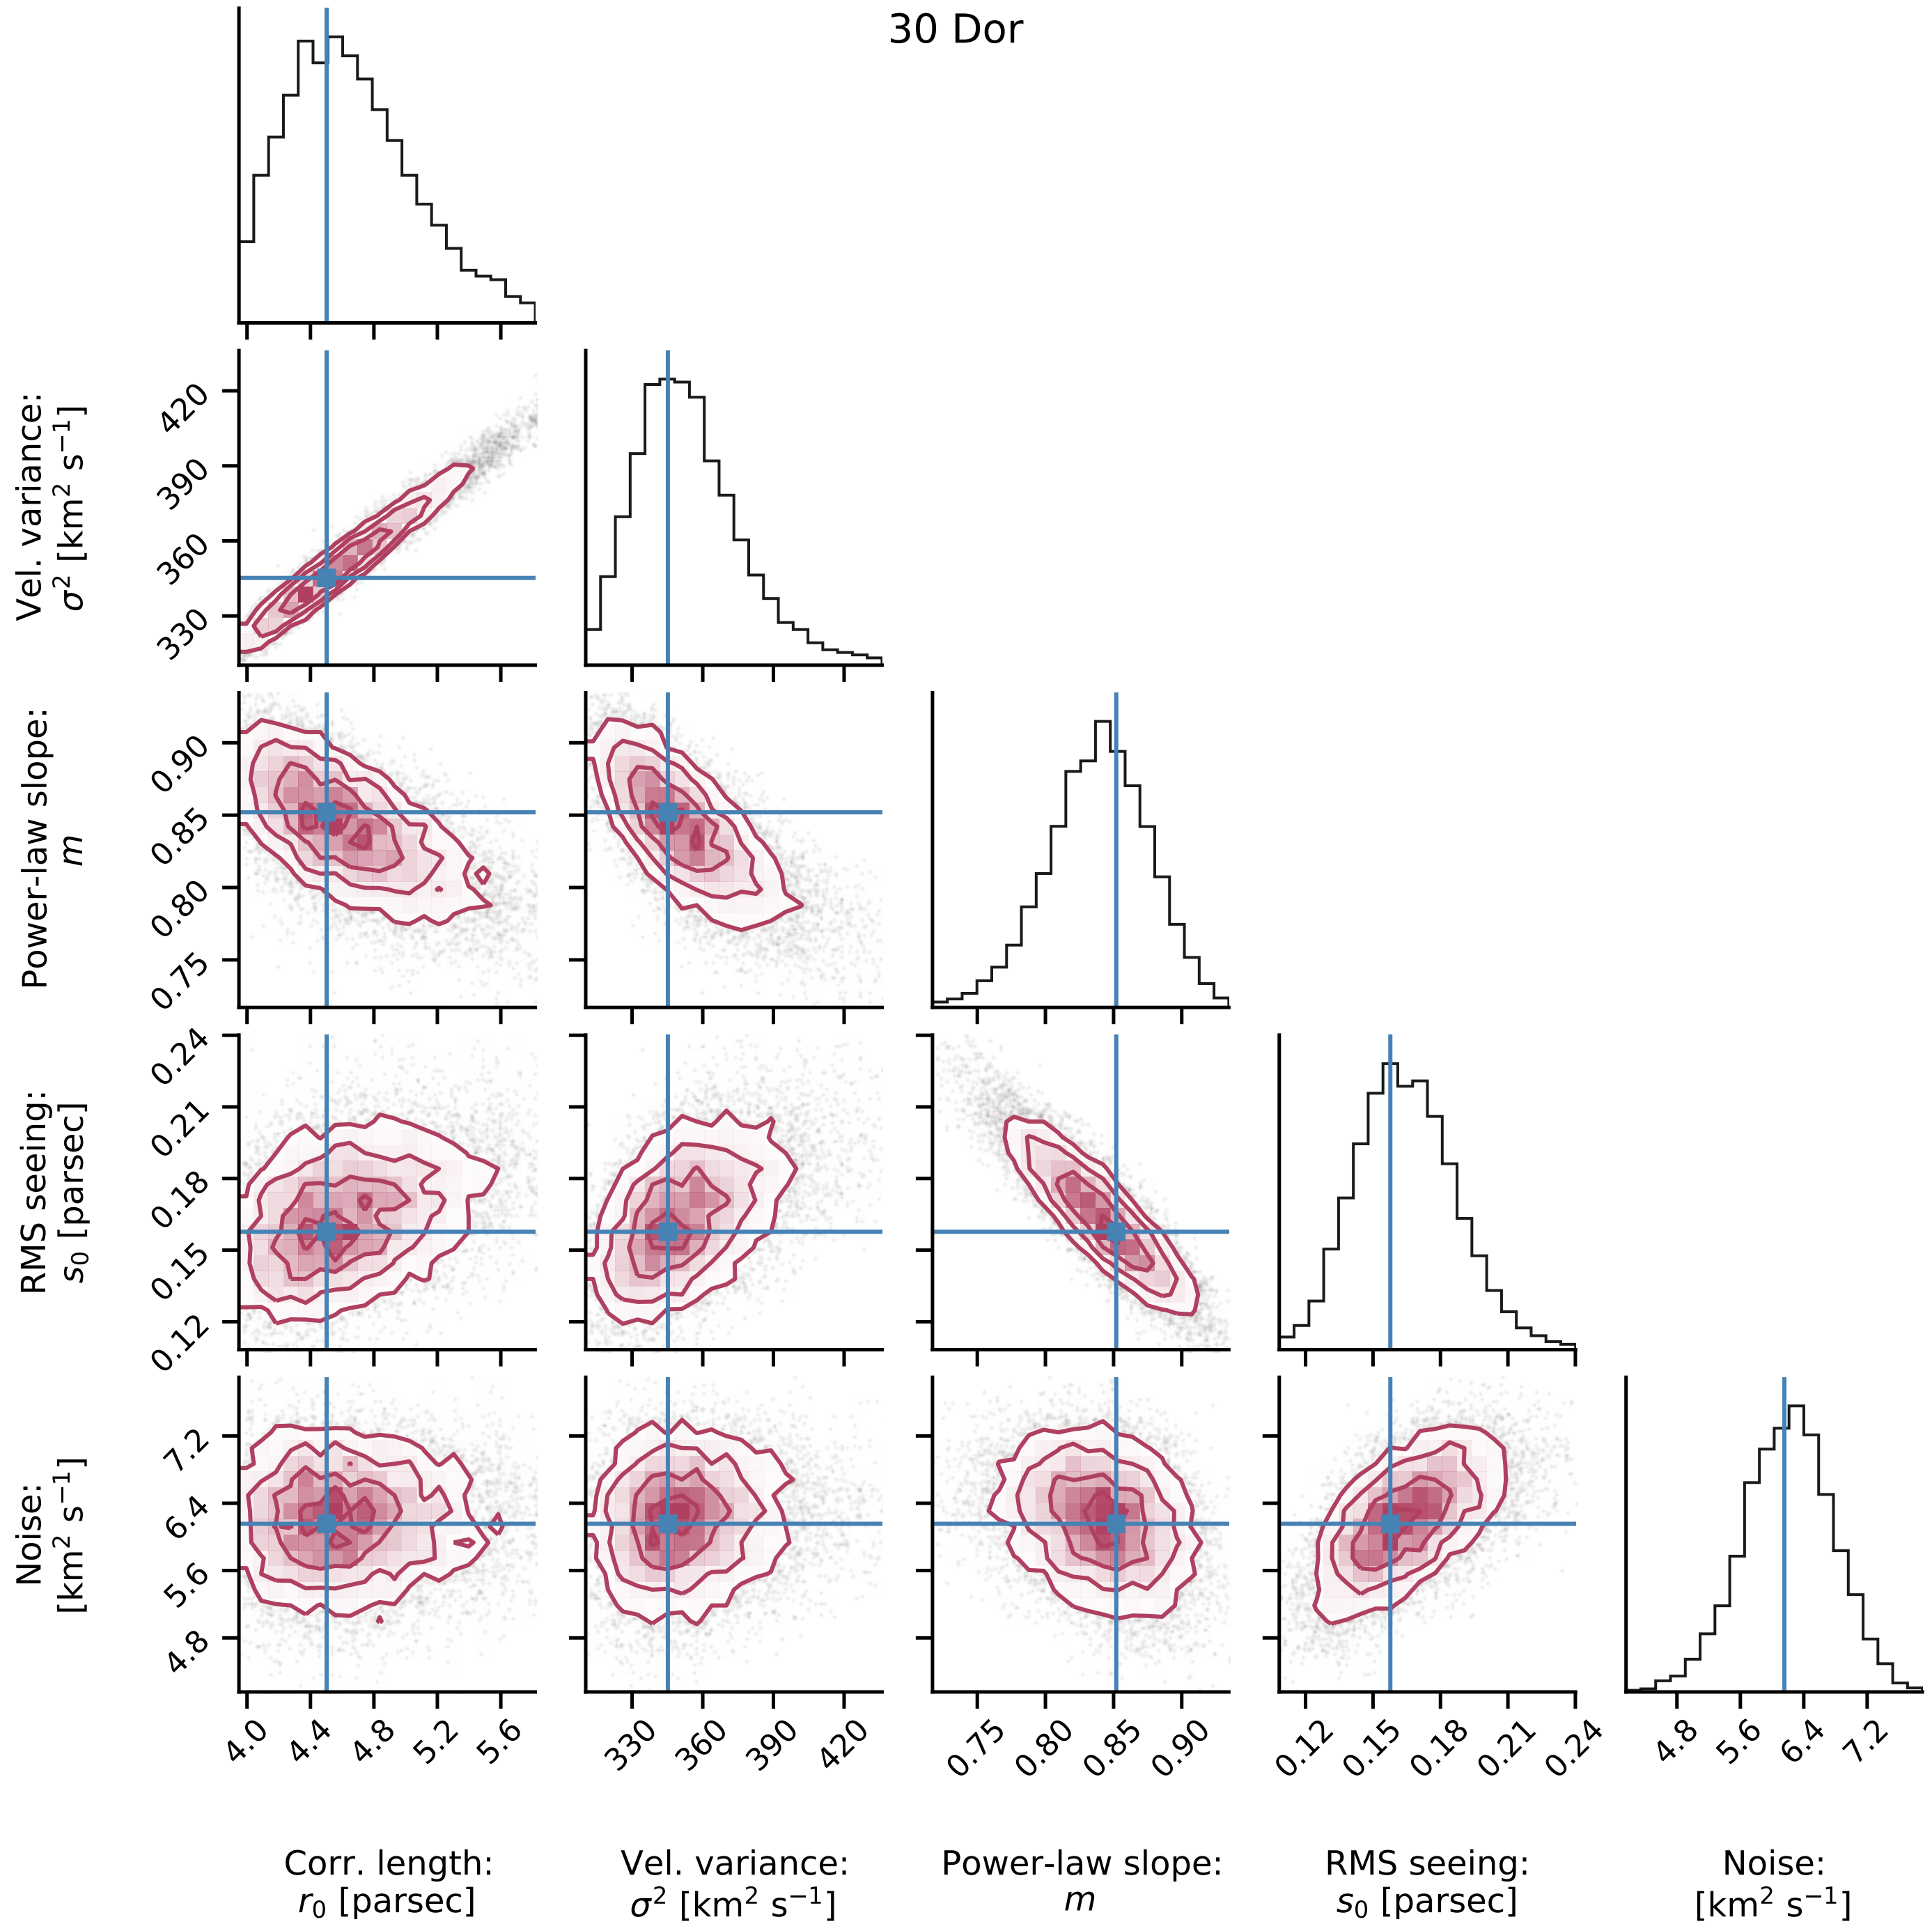 30 Dor
Vel. variance:
σ² [km² s⁻¹]
420
390
360
330
Power-law slope:
m
0.90
0.85
0.80
0.75
RMS seeing:
s₀ [parsec]
0.24
0.21
0.18
0.15
0.12
Noise:
[km² s⁻¹]
7.2
6.4
5.6
4.8
4.0 4.4 4.8 5.2 5.6 330 360 390 420 0.75 0.80 0.85 0.90 0.12 0.15 0.18 0.21 0.24 4.8 5.6 6.4 7.2
Corr. length: Vel. variance: Power-law slope: RMS seeing: Noise:
r₀ [parsec] σ² [km² s⁻¹] m s₀ [parsec] [km² s⁻¹]